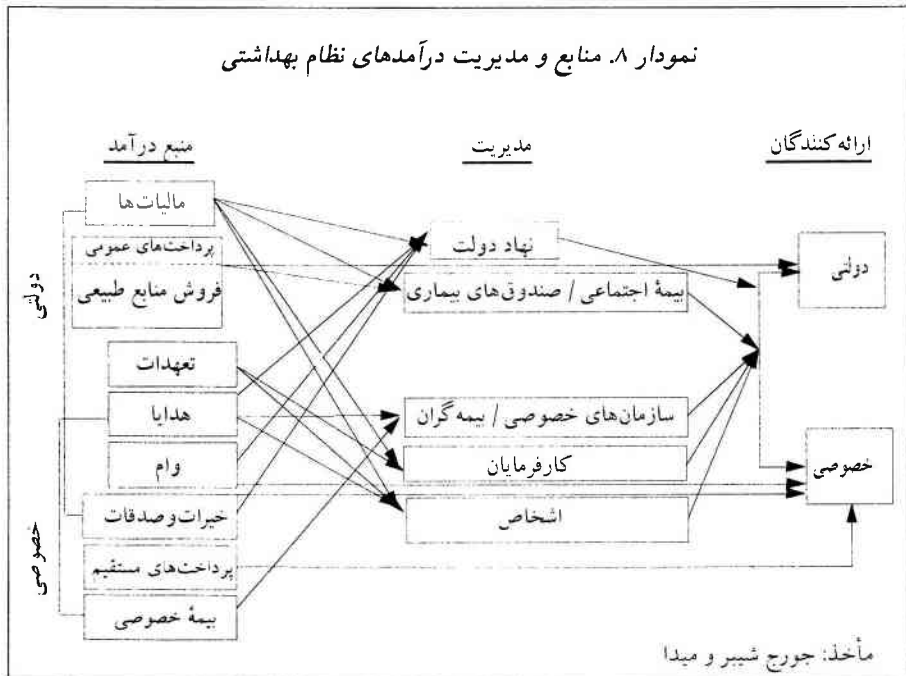 نمودار ۸. منابع و مدیریت درآمدهای نظام بهداشتی
ارائه‌کنندگان
مدیریت
منبع درآمد
مالیات‌ها
پرداخت‌های عمومی
فروش منابع طبیعی
تعهدات
هدایا
وام
خیرات و صدقات
پرداخت‌های مستقیم
بیمهٔ خصوصی
دولتی
خصوصی
نهاد دولت
بیمهٔ اجتماعی / صندوق‌های بیماری
سازمان‌های خصوصی / بیمه‌گران
کارفرمایان
اشخاص
دولتی
خصوصی
مأخذ: جورج شیبر و میدا